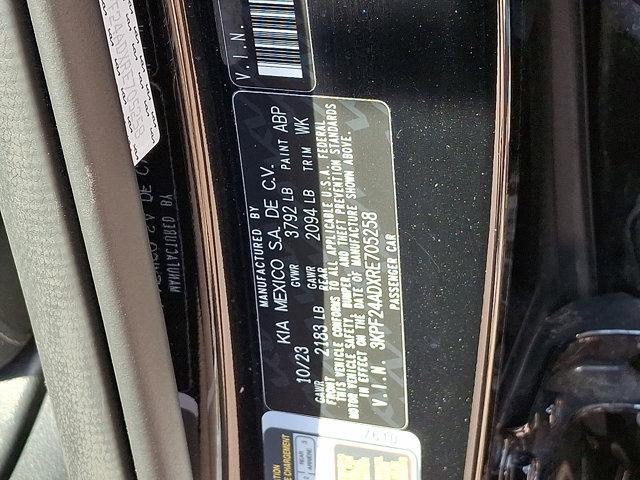 V.I.N.
MANUFACTURED BY
KIA MEXICO S.A. DE C.V.
10/23 GVWR 3792 LB PAINT ABP
GAWR FRONT 2183 LB GAWR REAR 2094 LB TRIM WK
THIS VEHICLE CONFORMS TO ALL APPLICABLE U.S.A. FEDERAL
MOTOR VEHICLE SAFETY, BUMPER, AND THEFT PREVENTION STANDARDS
IN EFFECT ON THE DATE OF MANUFACTURE SHOWN ABOVE.
V.I.N. 3KPF24ADXRE705258
PASSENGER CAR
REAR